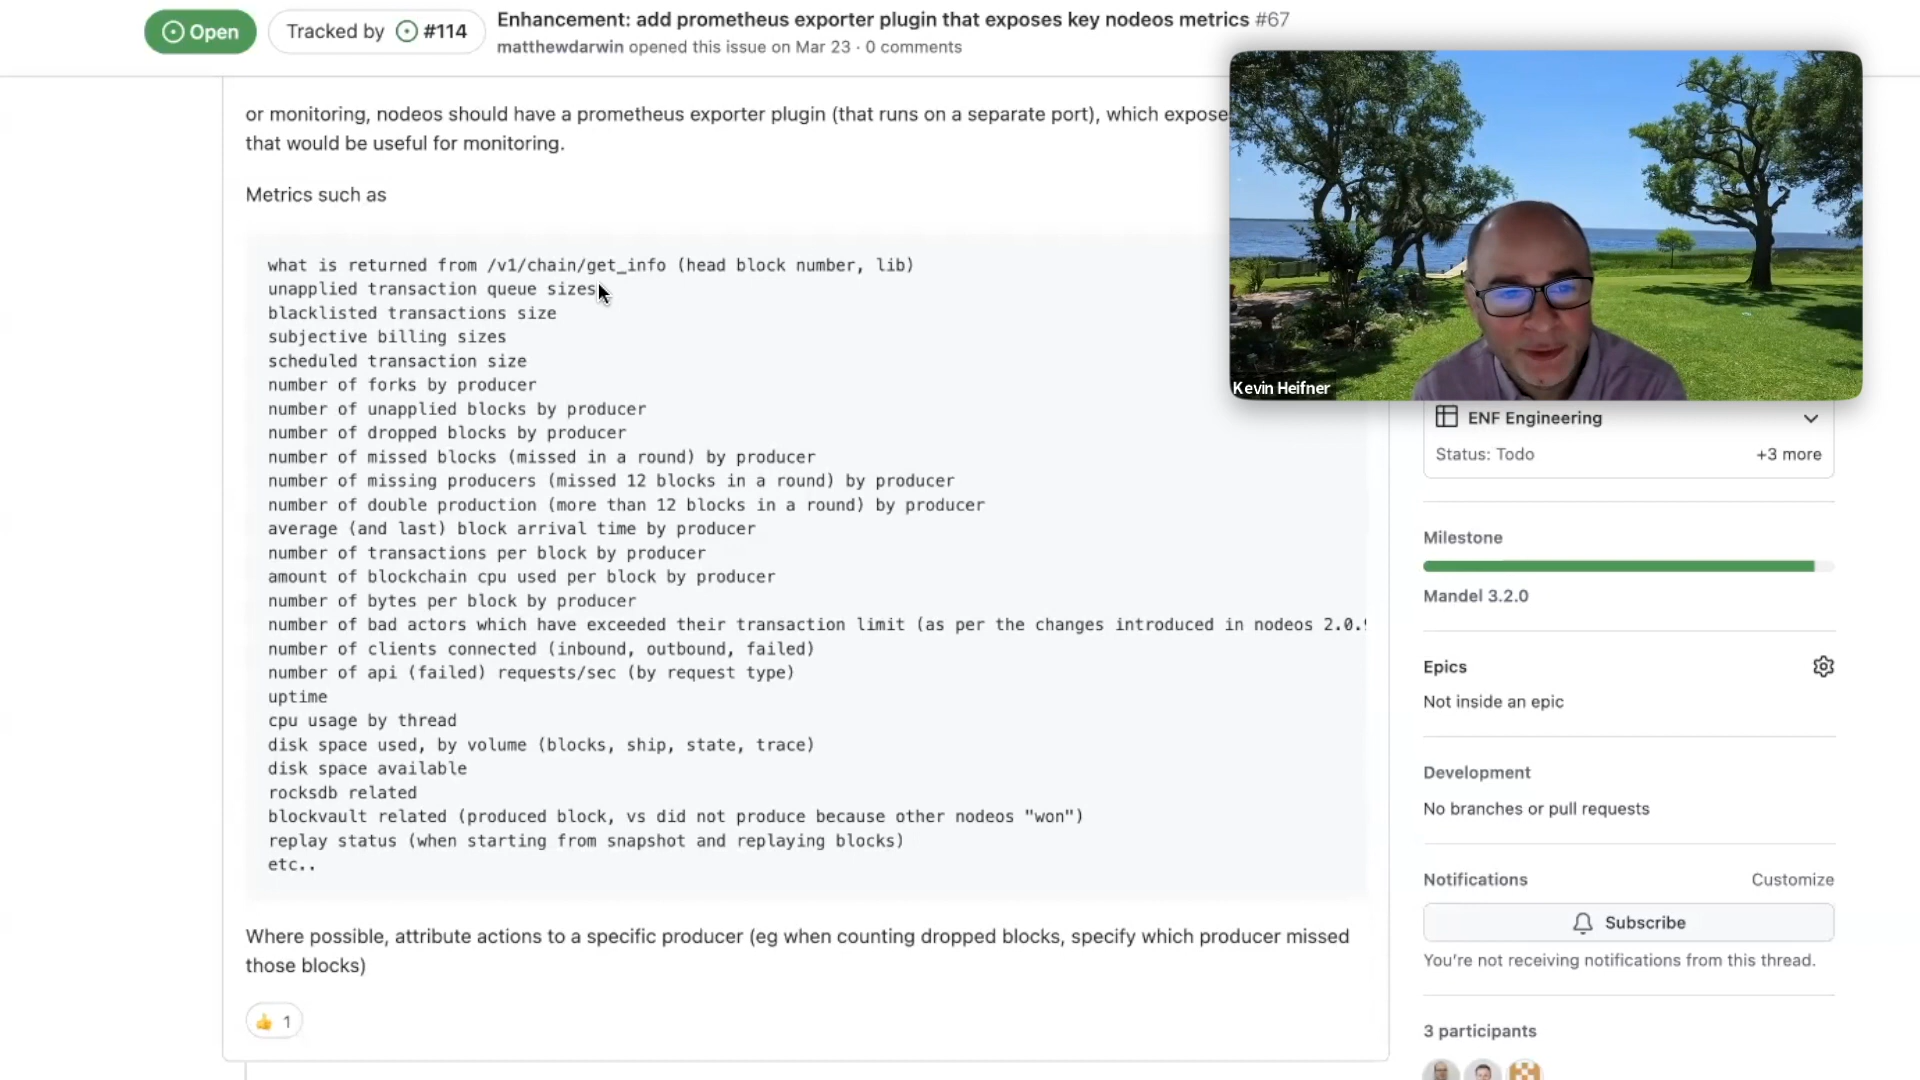 Open
Tracked by #114
Enhancement: add prometheus exporter plugin that exposes key nodeos metrics #67
matthewdarwin opened this issue on Mar 23 · 0 comments
or monitoring, nodeos should have a prometheus exporter plugin (that runs on a separate port), which expose
that would be useful for monitoring.
Metrics such as
what is returned from /v1/chain/get_info (head block number, lib)
unapplied transaction queue sizes
blacklisted transactions size
subjective billing sizes
scheduled transaction size
number of forks by producer
number of unapplied blocks by producer
number of dropped blocks by producer
number of missed blocks (missed in a round) by producer
number of missing producers (missed 12 blocks in a round) by producer
number of double production (more than 12 blocks in a round) by producer
average (and last) block arrival time by producer
number of transactions per block by producer
amount of blockchain cpu used per block by producer
number of bytes per block by producer
number of bad actors which have exceeded their transaction limit (as per the changes introduced in nodeos 2.0.
number of clients connected (inbound, outbound, failed)
number of api (failed) requests/sec (by request type)
uptime
cpu usage by thread
disk space used, by volume (blocks, ship, state, trace)
disk space available
rocksdb related
blockvault related (produced block, vs did not produce because other nodeos "won")
replay status (when starting from snapshot and replaying blocks)
etc..
Where possible, attribute actions to a specific producer (eg when counting dropped blocks, specify which producer missed
those blocks)
👍 1
Kevin Heifner
ENF Engineering
Status: Todo +3 more
Milestone
Mandel 3.2.0
Epics
Not inside an epic
Development
No branches or pull requests
Notifications Customize
Subscribe
You're not receiving notifications from this thread.
3 participants